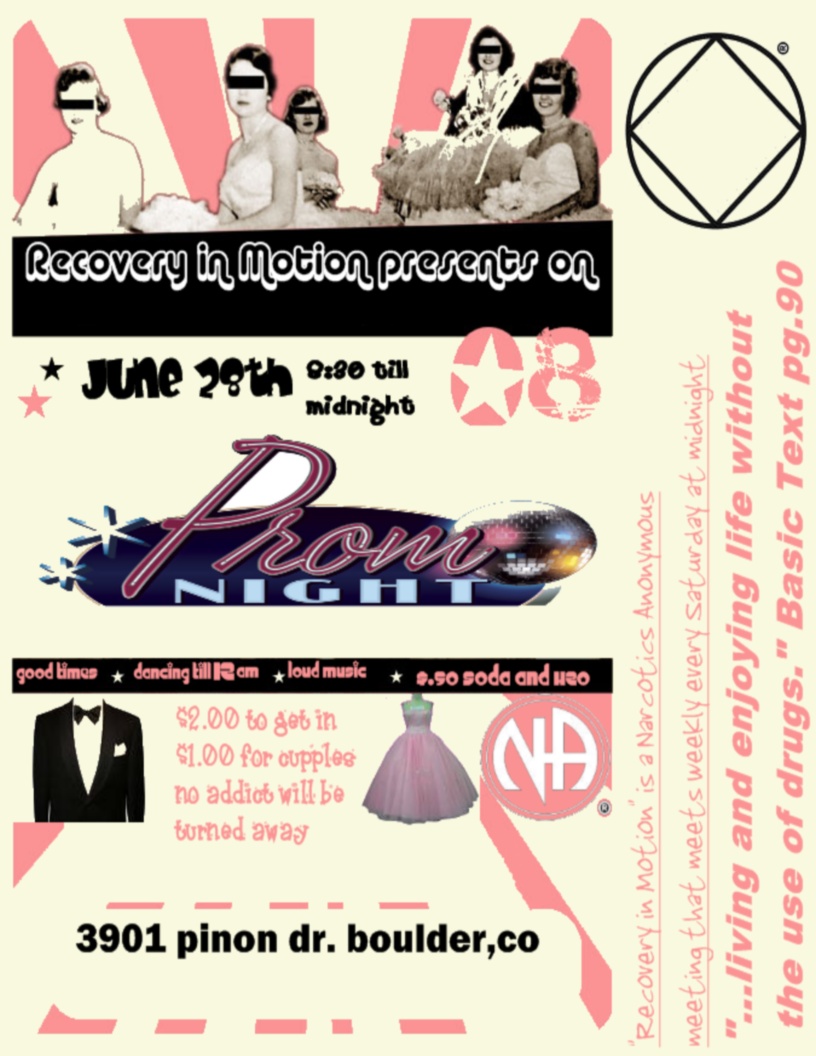 Recovery in Motion presents on
June 28th
8:30 till
midnight
08
Prom
NIGHT
good times dancing till 12 am loud music $.50 soda and H2O
$2.00 to get in
$1.00 for cupples
no addict will be
turned away
NA
®
3901 pinon dr. boulder,co
®
"Recovery in Motion" is a Narcotics Anonymous
meeting that meets weekly every Saturday at midnight
"...living and enjoying life without
the use of drugs." Basic Text pg.90